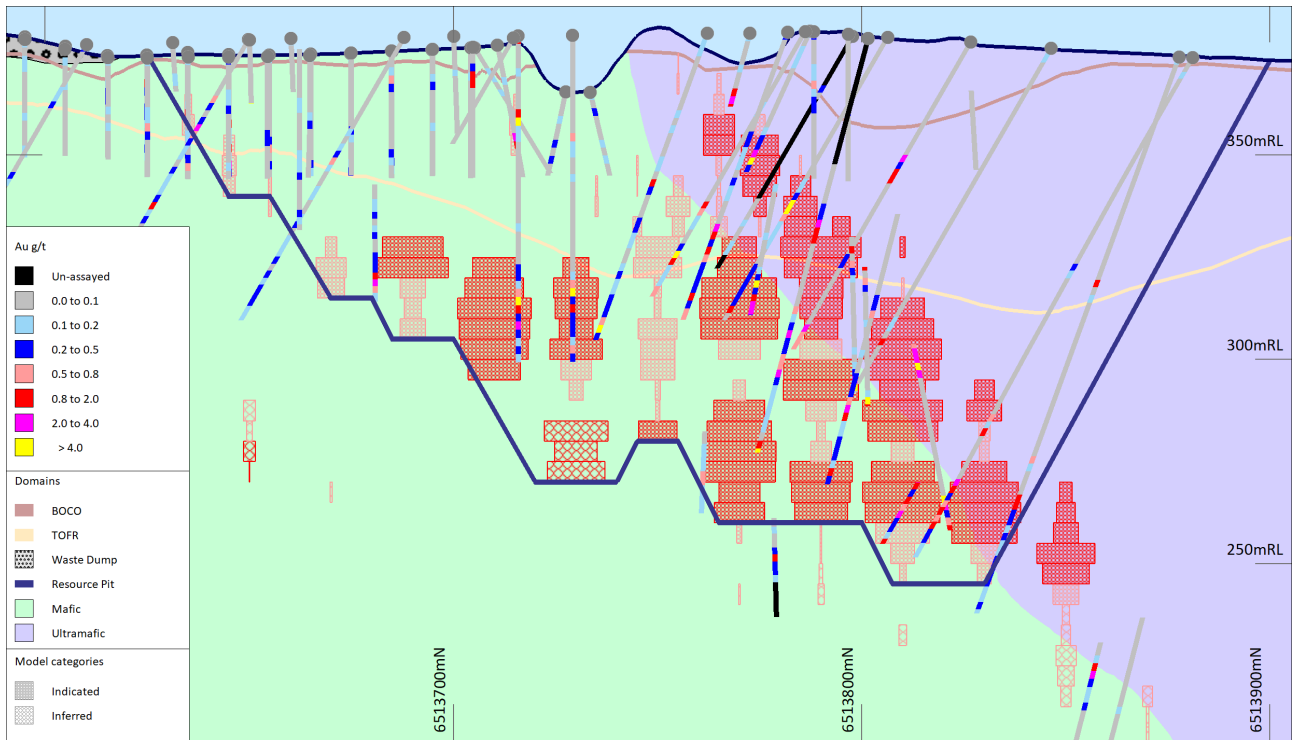 350mRL
Au g/t
Un-assayed
0.0 to 0.1
0.1 to 0.2
0.2 to 0.5
0.5 to 0.8
0.8 to 2.0
2.0 to 4.0
> 4.0
300mRL
Domains
BOCO
TOFR
Waste Dump
Resource Pit
Mafic
Ultramafic
250mRL
Model categories
Indicated
Inferred
6513700mN
6513800mN
6513900mN